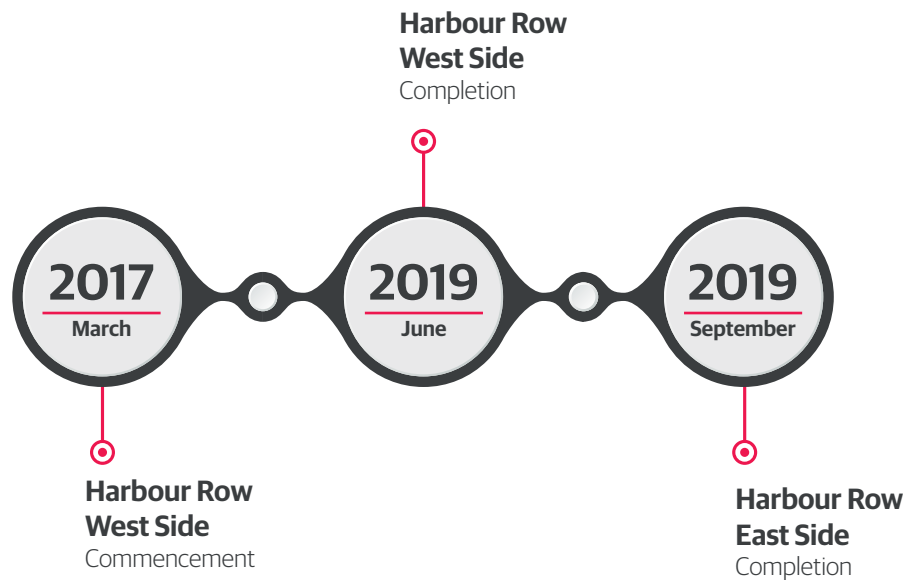 Harbour Row
West Side
Completion
2017
March
2019
June
2019
September
Harbour Row
West Side
Commencement
Harbour Row
East Side
Completion